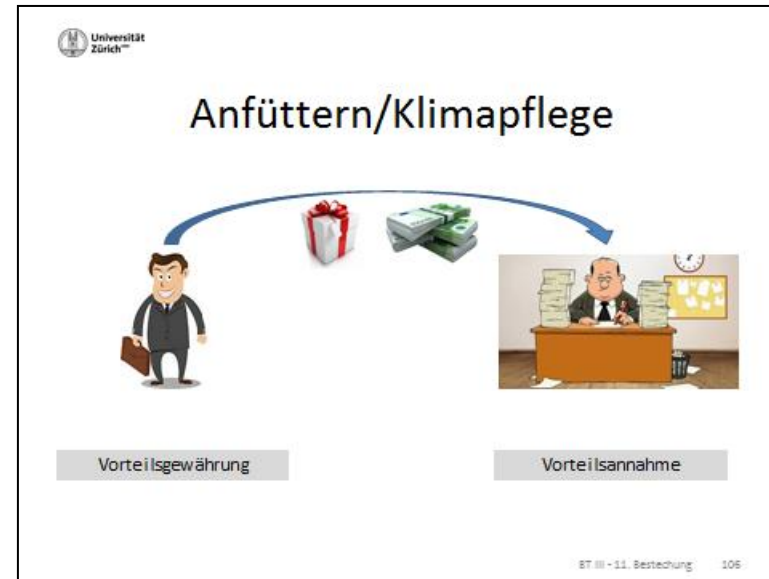 Universität
Zürich
Anfüttern/Klimapflege
Vorteilsgewährung
Vorteilsannahme
BT III - 11. Bestechung 106